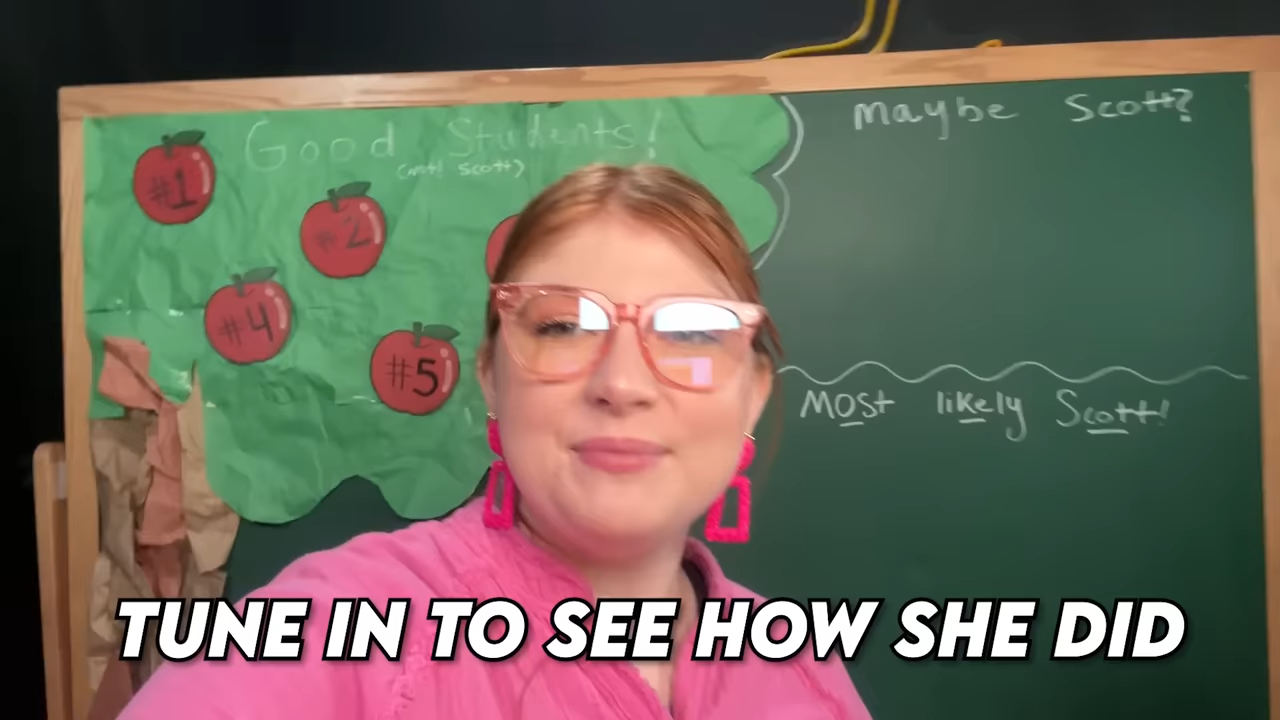 Good Students!
(not! Scott)
#1
#2
#4
#5
Maybe Scott?
Most likely Scott!
TUNE IN TO SEE HOW SHE DID